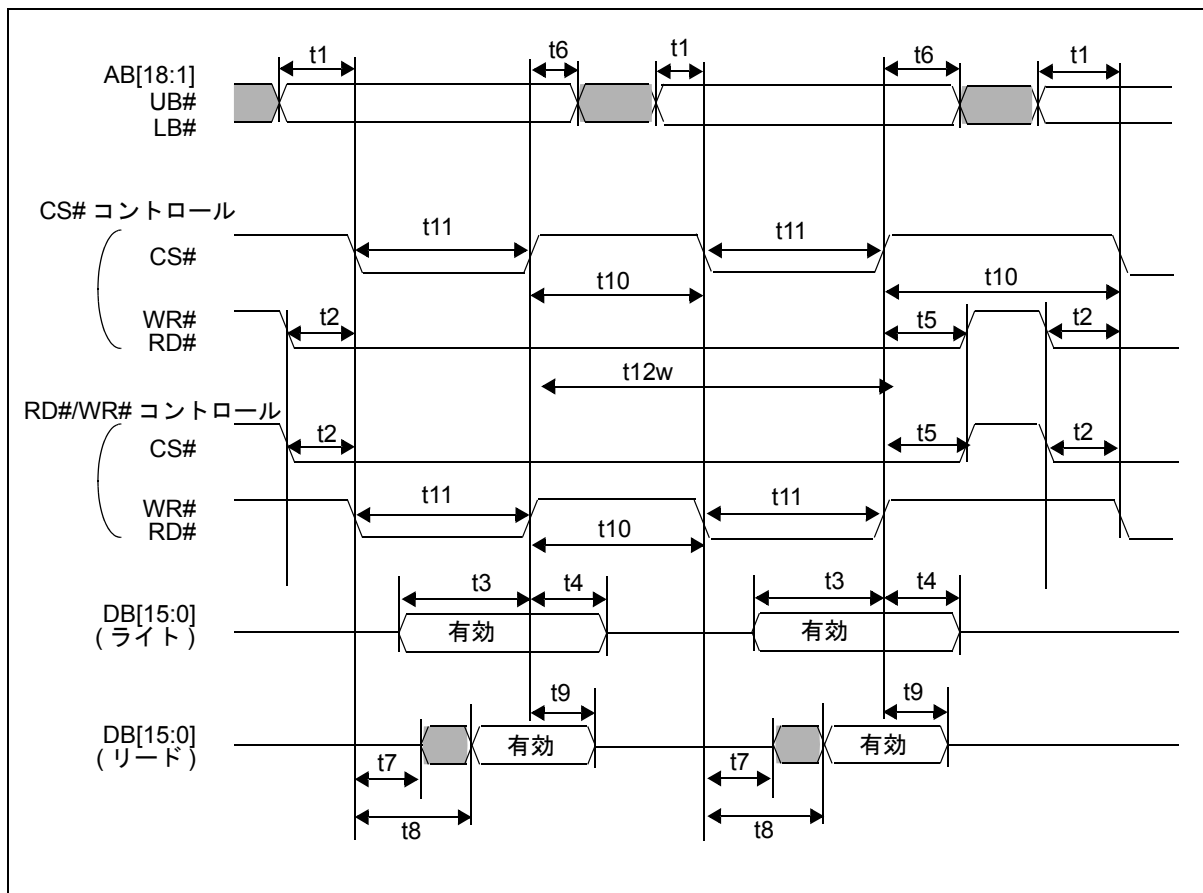 t1 t6 t1 t6 t1
AB[18:1]
UB#
LB#
CS# コントロール
t11 t11
CS#
t10 t10
WR# t2 t5 t2
RD#
t12w
RD#/WR# コントロール
CS# t2 t5 t2
WR# t11 t11
RD# t10
t3 t4 t3 t4
DB[15:0]
( ライト ) 有効 有効
t9 t9
DB[15:0]
( リード ) 有効 有効
t7 t7
t8 t8